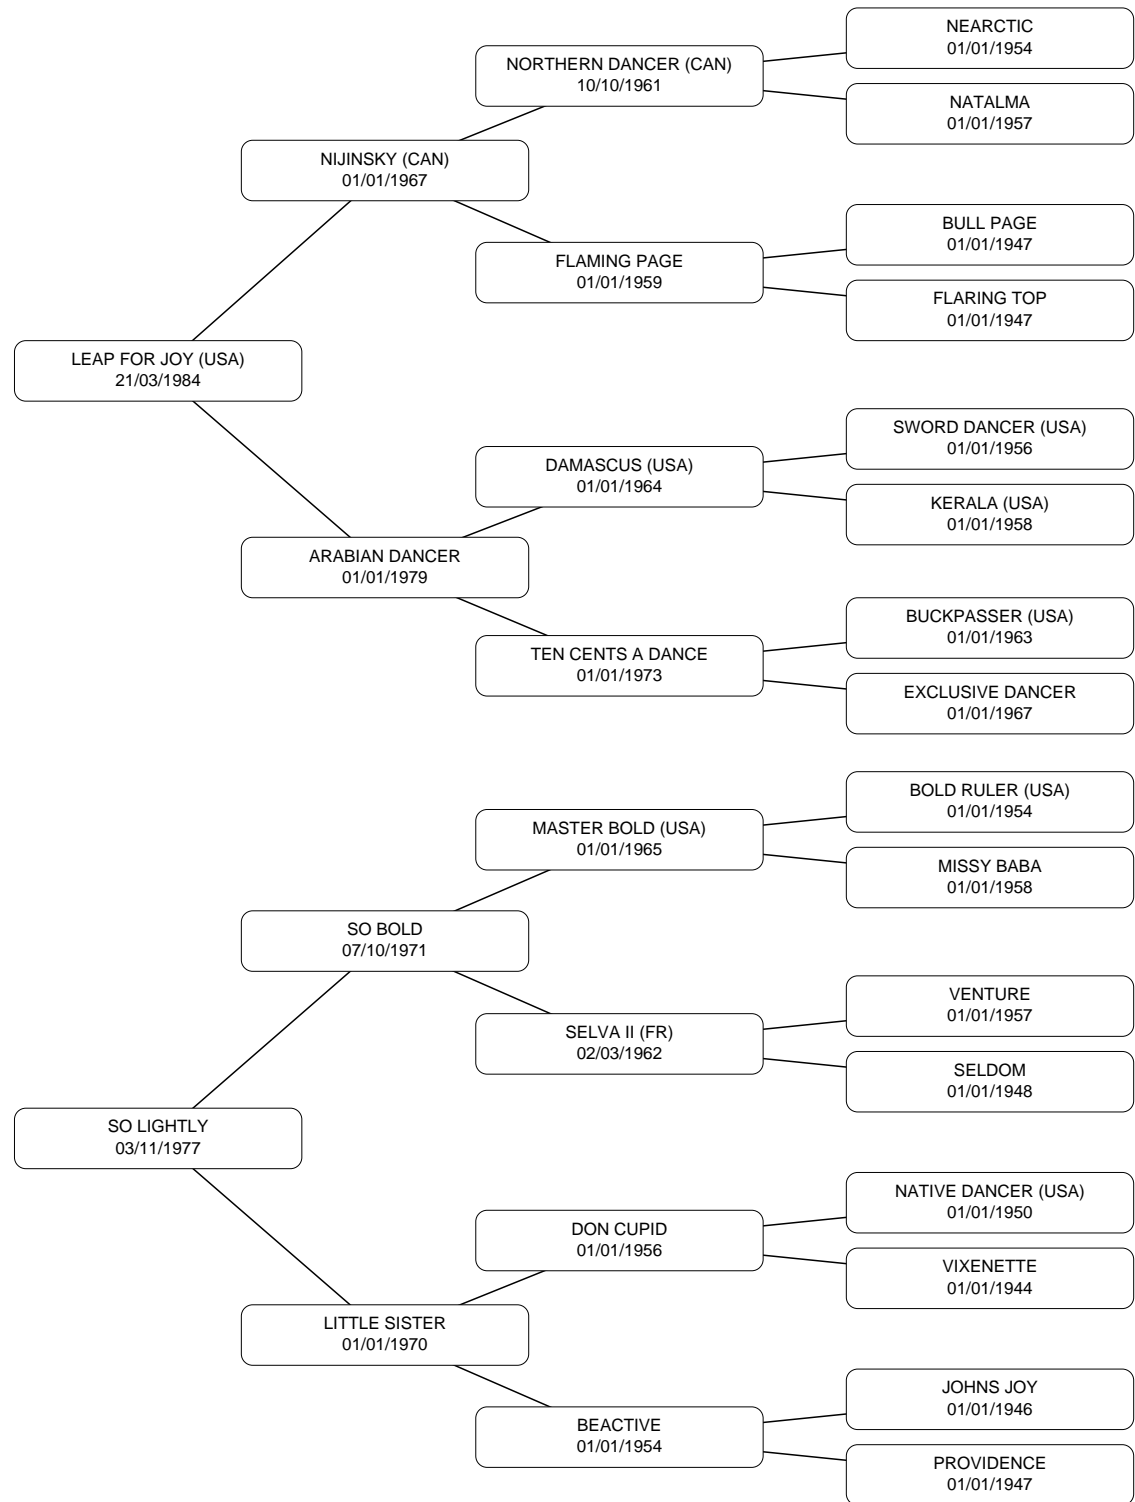 NEARCTIC
01/01/1954
NORTHERN DANCER (CAN)
10/10/1961
NATALMA
01/01/1957
NIJINSKY (CAN)
01/01/1967
BULL PAGE
01/01/1947
FLAMING PAGE
01/01/1959
FLARING TOP
01/01/1947
LEAP FOR JOY (USA)
21/03/1984
SWORD DANCER (USA)
01/01/1956
DAMASCUS (USA)
01/01/1964
KERALA (USA)
01/01/1958
ARABIAN DANCER
01/01/1979
BUCKPASSER (USA)
01/01/1963
TEN CENTS A DANCE
01/01/1973
EXCLUSIVE DANCER
01/01/1967
BOLD RULER (USA)
01/01/1954
MASTER BOLD (USA)
01/01/1965
MISSY BABA
01/01/1958
SO BOLD
07/10/1971
VENTURE
01/01/1957
SELVA II (FR)
02/03/1962
SELDOM
01/01/1948
SO LIGHTLY
03/11/1977
NATIVE DANCER (USA)
01/01/1950
DON CUPID
01/01/1956
VIXENETTE
01/01/1944
LITTLE SISTER
01/01/1970
JOHNS JOY
01/01/1946
BEACTIVE
01/01/1954
PROVIDENCE
01/01/1947